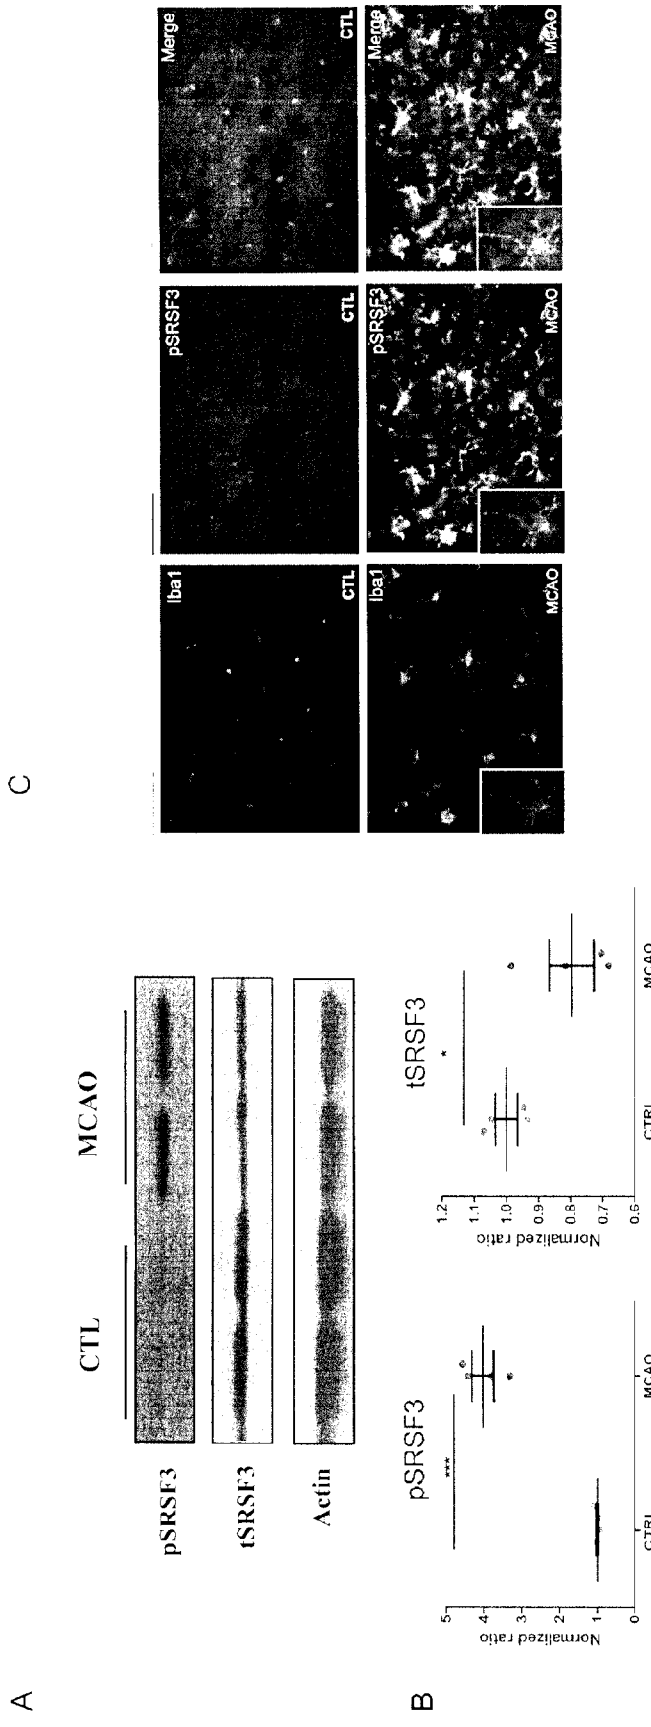 A
CTL
MCAO
pSRSF3
tSRSF3
Actin
B
pSRSF3
***
Normalized ratio
5
4
3
2
1
0
CTRL
MCAO
tSRSF3
*
Normalized ratio
1.2
1.1
1.0
0.9
0.8
0.7
0.6
CTRL
MCAO
C
Iba1
CTL
pSRSF3
CTL
Merge
CTL
Iba1
MCAO
pSRSF3
MCAO
Merge
MCAO